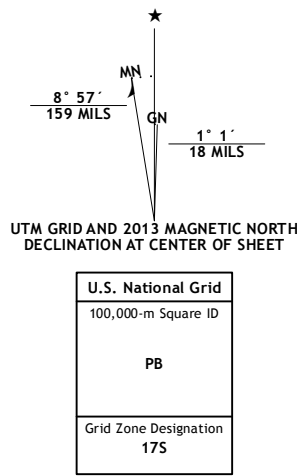 ★
MN
GN
8° 57´
159 MILS
1° 1´
18 MILS
UTM GRID AND 2013 MAGNETIC NORTH
DECLINATION AT CENTER OF SHEET
U.S. National Grid
100,000-m Square ID
PB
Grid Zone Designation
17S